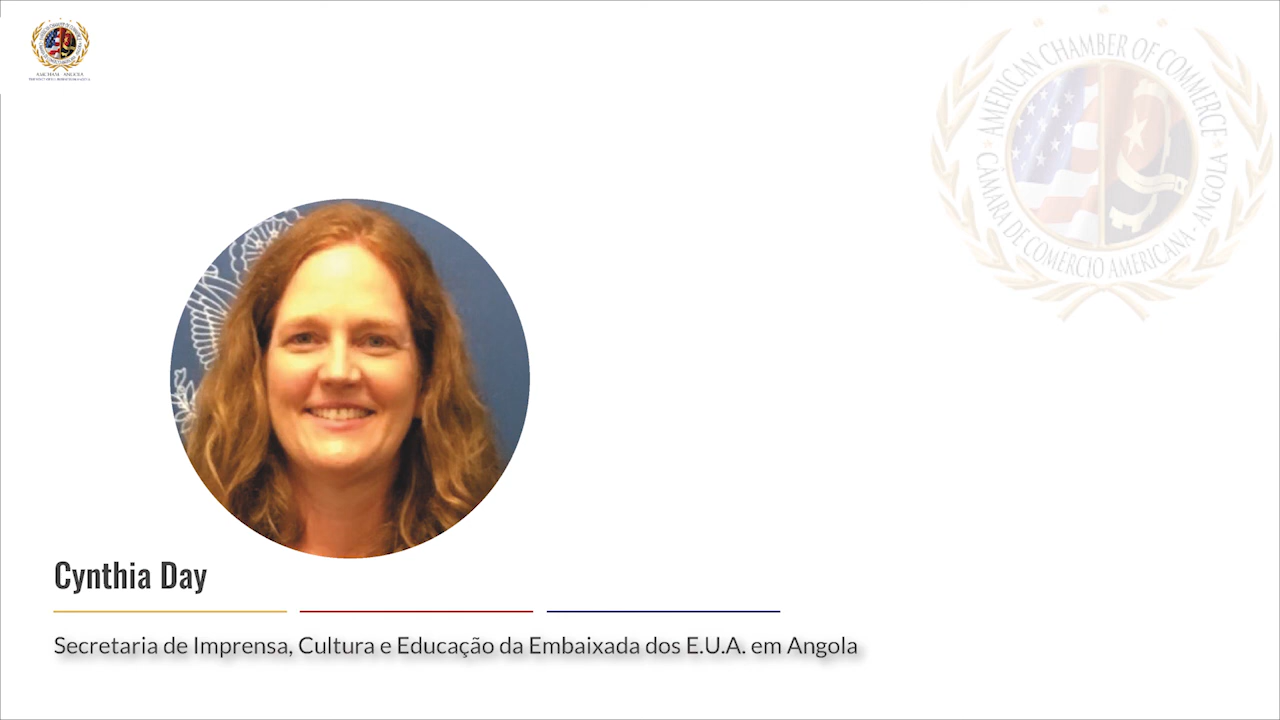 AMERICAN CHAMBER OF COMMERCE
CÂMARA DE COMÉRCIO AMERICANA - ANGOLA
Cynthia Day
Secretaria de Imprensa, Cultura e Educação da Embaixada dos E.U.A. em Angola